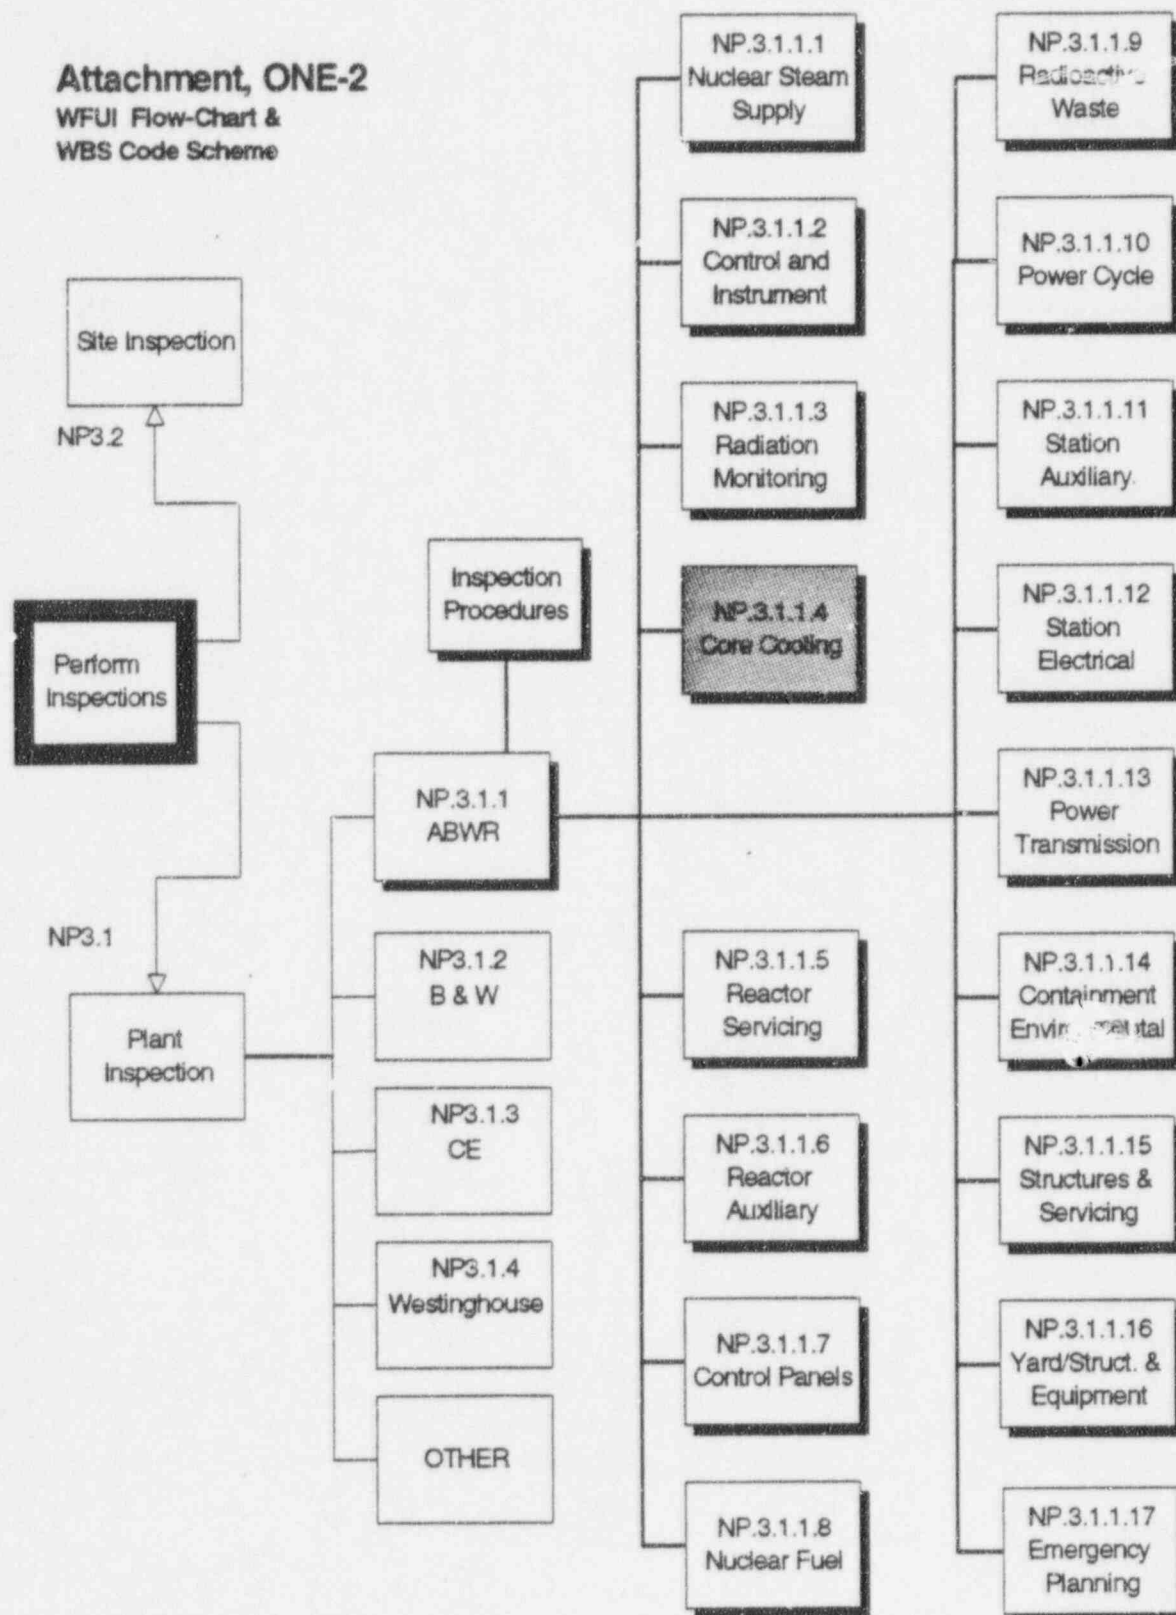 Attachment, ONE-2
WFUI Flow-Chart &
WBS Code Scheme
Site Inspection
NP3.2
Perform
Inspections
NP3.1
Plant
Inspection
Inspection
Procedures
NP.3.1.1
ABWR
NP3.1.2
B & W
NP3.1.3
CE
NP3.1.4
Westinghouse
OTHER
NP.3.1.1.1
Nuclear Steam
Supply
NP.3.1.1.2
Control and
Instrument
NP.3.1.1.3
Radiation
Monitoring
NP.3.1.1.4
Core Cooling
NP.3.1.1.5
Reactor
Servicing
NP.3.1.1.6
Reactor
Auxiliary
NP.3.1.1.7
Control Panels
NP.3.1.1.8
Nuclear Fuel
NP.3.1.1.9
Radioactive
Waste
NP.3.1.1.10
Power Cycle
NP.3.1.1.11
Station
Auxiliary.
NP.3.1.1.12
Station
Electrical
NP.3.1.1.13
Power
Transmission
NP.3.1.1.14
Containment
NP.3.1.1.15
Structures &
Servicing
NP.3.1.1.16
Yard/Struct. &
Equipment
NP.3.1.1.17
Emergency
Planning